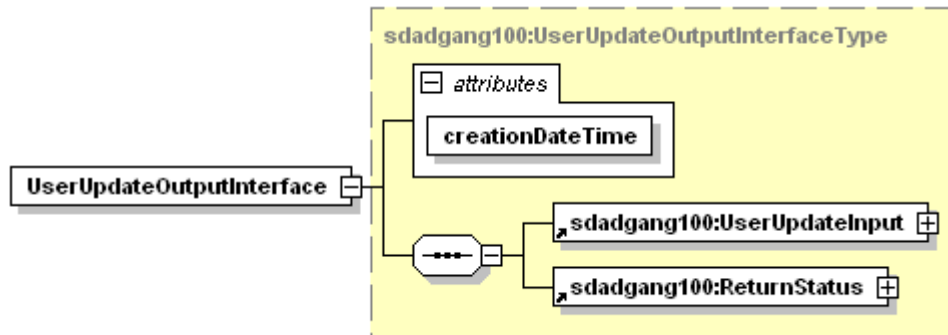 sdadgang100:UserUpdateOutputInterfaceType
attributes
creationDateTime
UserUpdateOutputInterface
sdadgang100:UserUpdateInput
sdadgang100:ReturnStatus